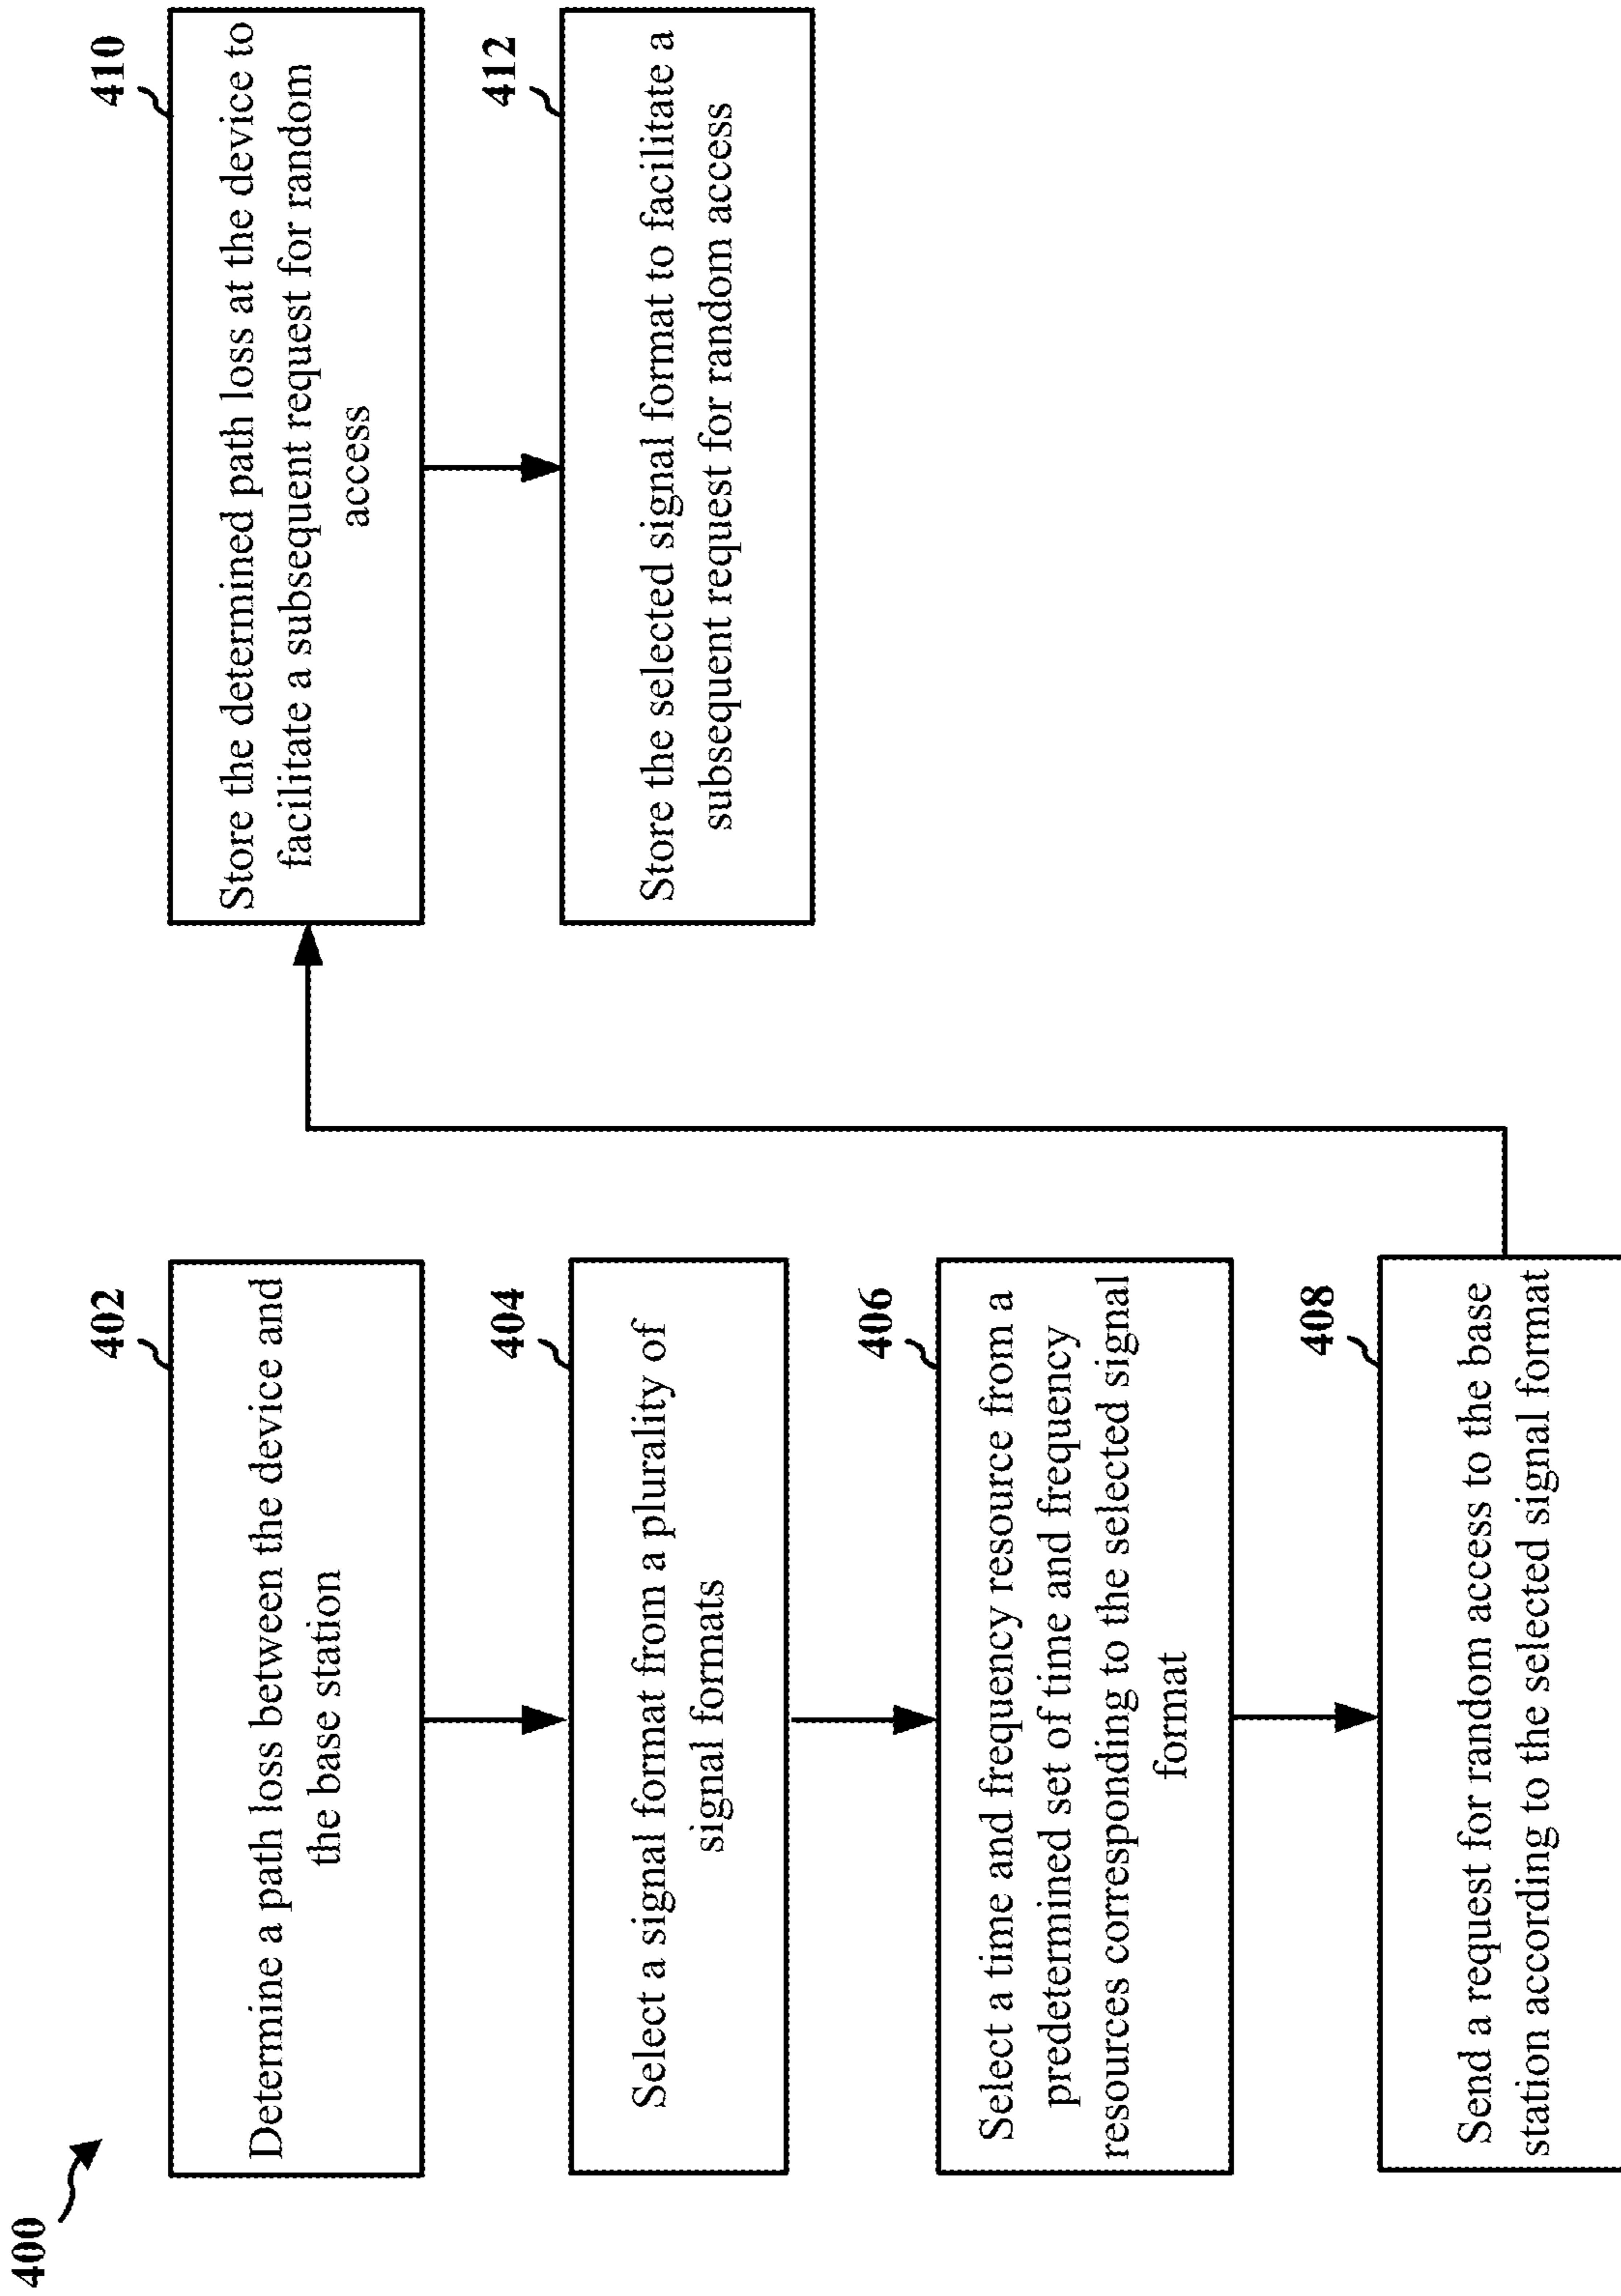 400
402
Determine a path loss between the device and
the base station
404
Select a signal format from a plurality of
signal formats
406
Select a time and frequency resource from a
predetermined set of time and frequency
resources corresponding to the selected signal
format
408
Send a request for random access to the base
station according to the selected signal format
410
Store the determined path loss at the device to
facilitate a subsequent request for random
access
412
Store the selected signal format to facilitate a
subsequent request for random access